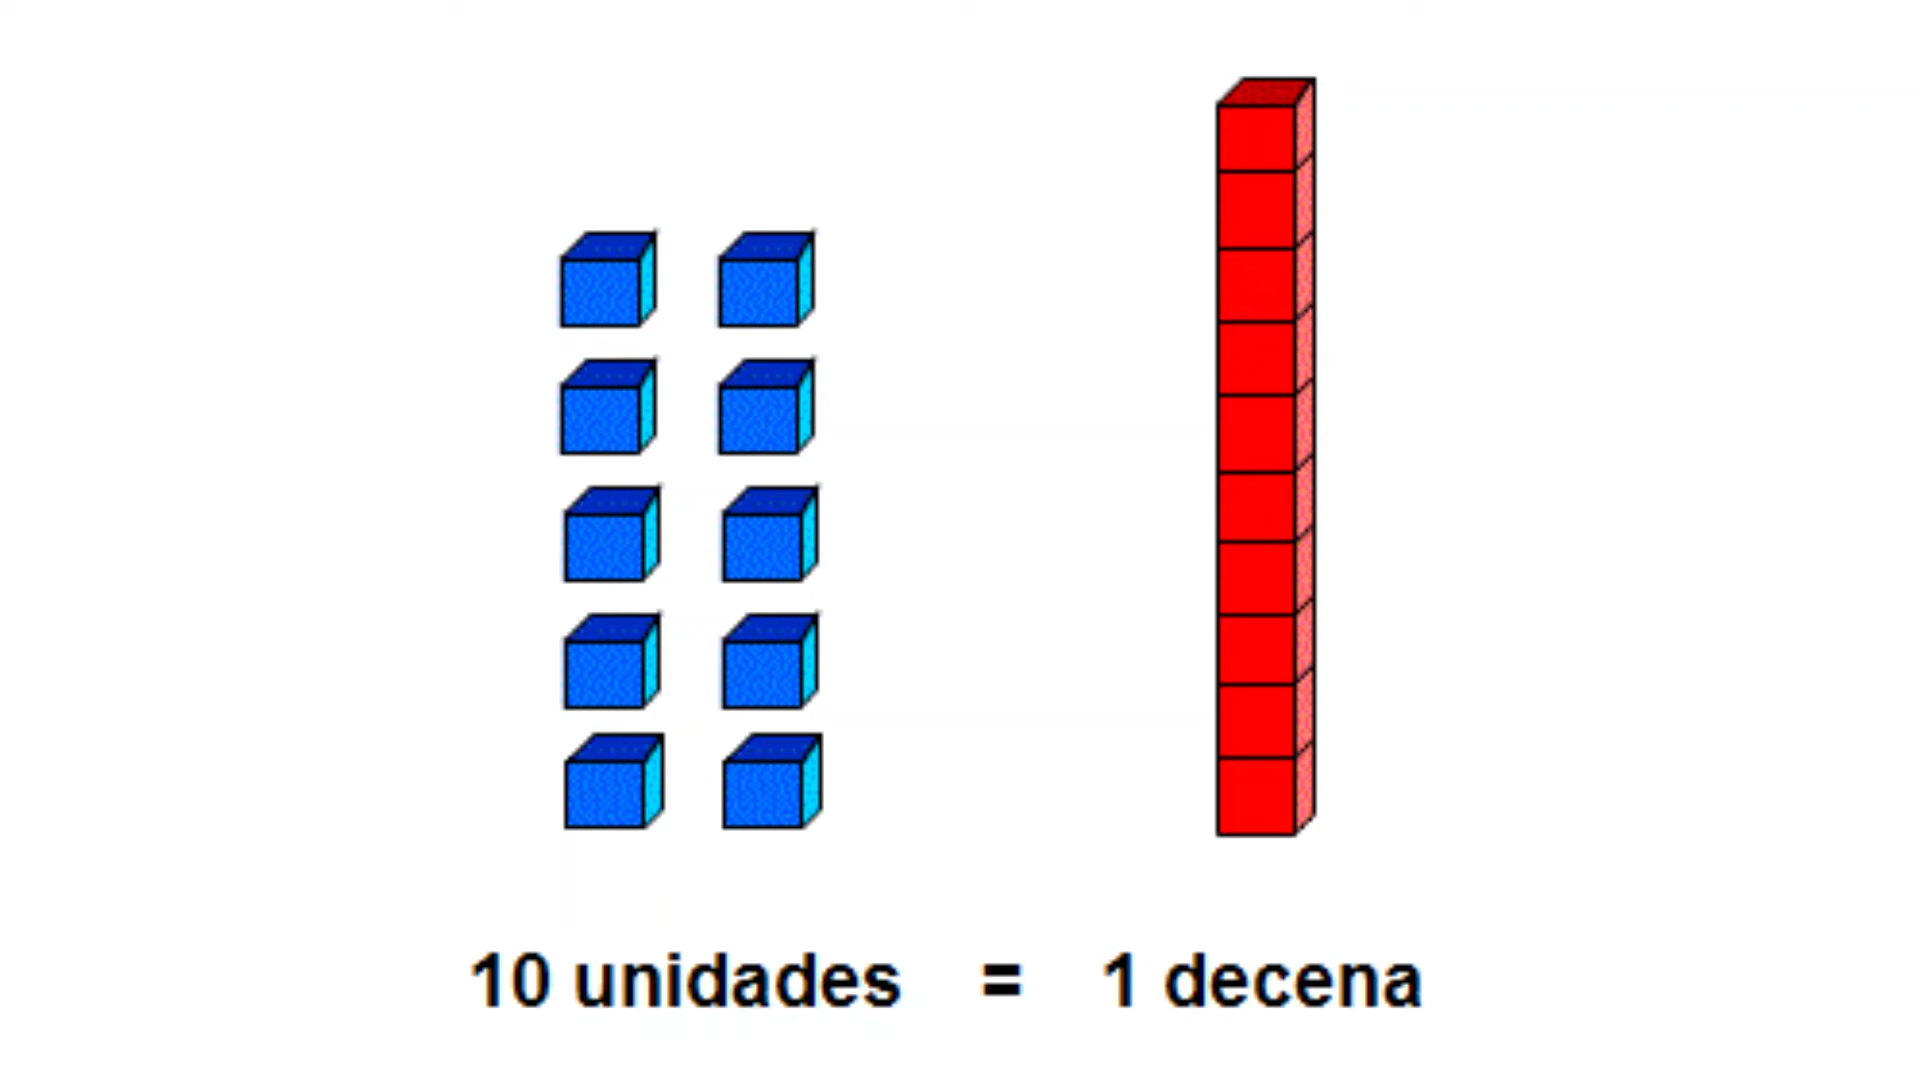 10 unidades = 1 decena